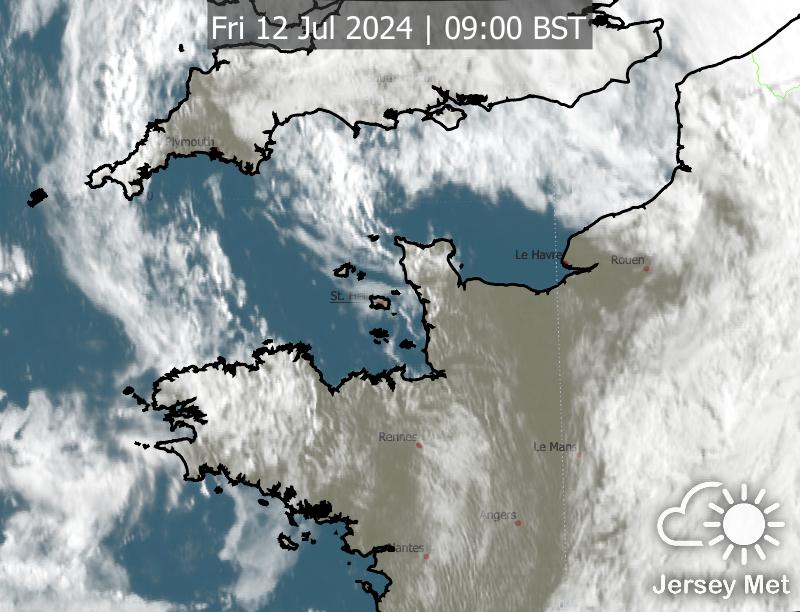 Fri 12 Jul 2024 | 09:00 BST
Plymouth
0
Le Havre
Rouen
St.
Rennes
Le Mans
Angers
Nantes
Jersey Met